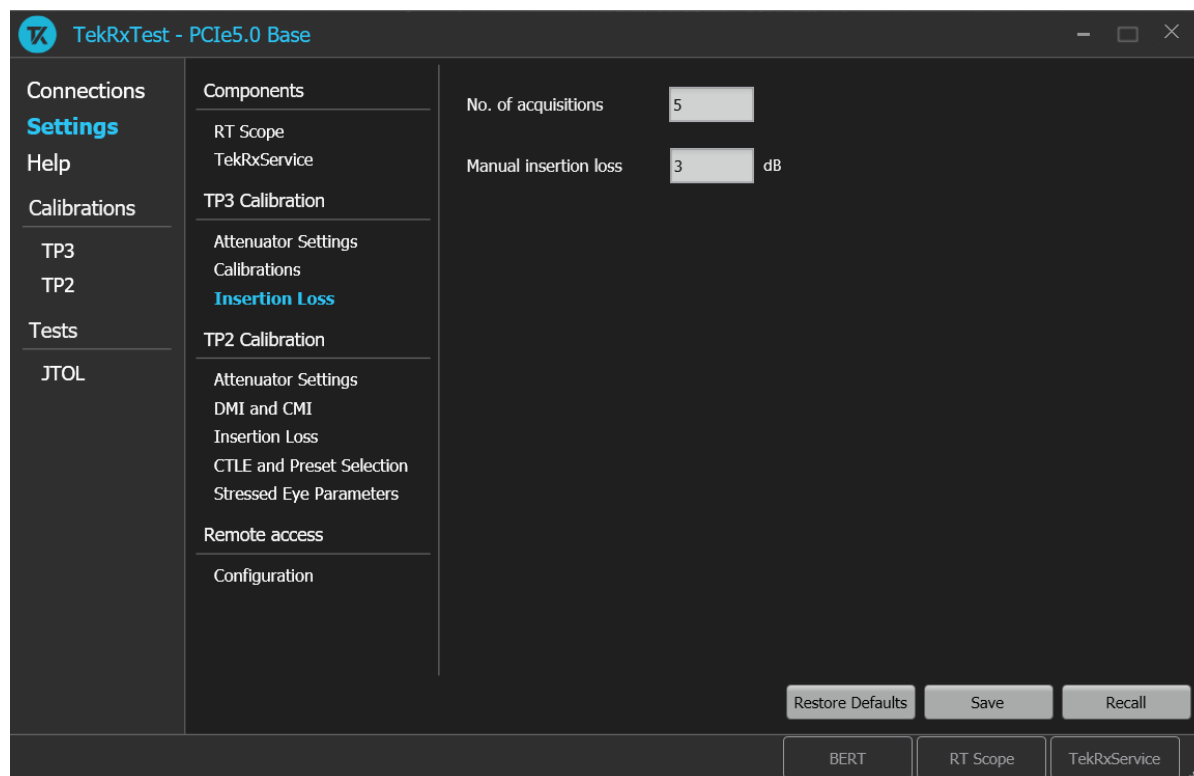 TekRxTest - PCIe5.0 Base
Connections
Settings
Help
Calibrations
TP3
TP2
Tests
JTOL
Components
RT Scope
TekRxService
TP3 Calibration
Attenuator Settings
Calibrations
Insertion Loss
TP2 Calibration
Attenuator Settings
DMI and CMI
Insertion Loss
CTLE and Preset Selection
Stressed Eye Parameters
Remote access
Configuration
No. of acquisitions 5
Manual insertion loss 3 dB
Restore Defaults Save Recall
BERT RT Scope TekRxService